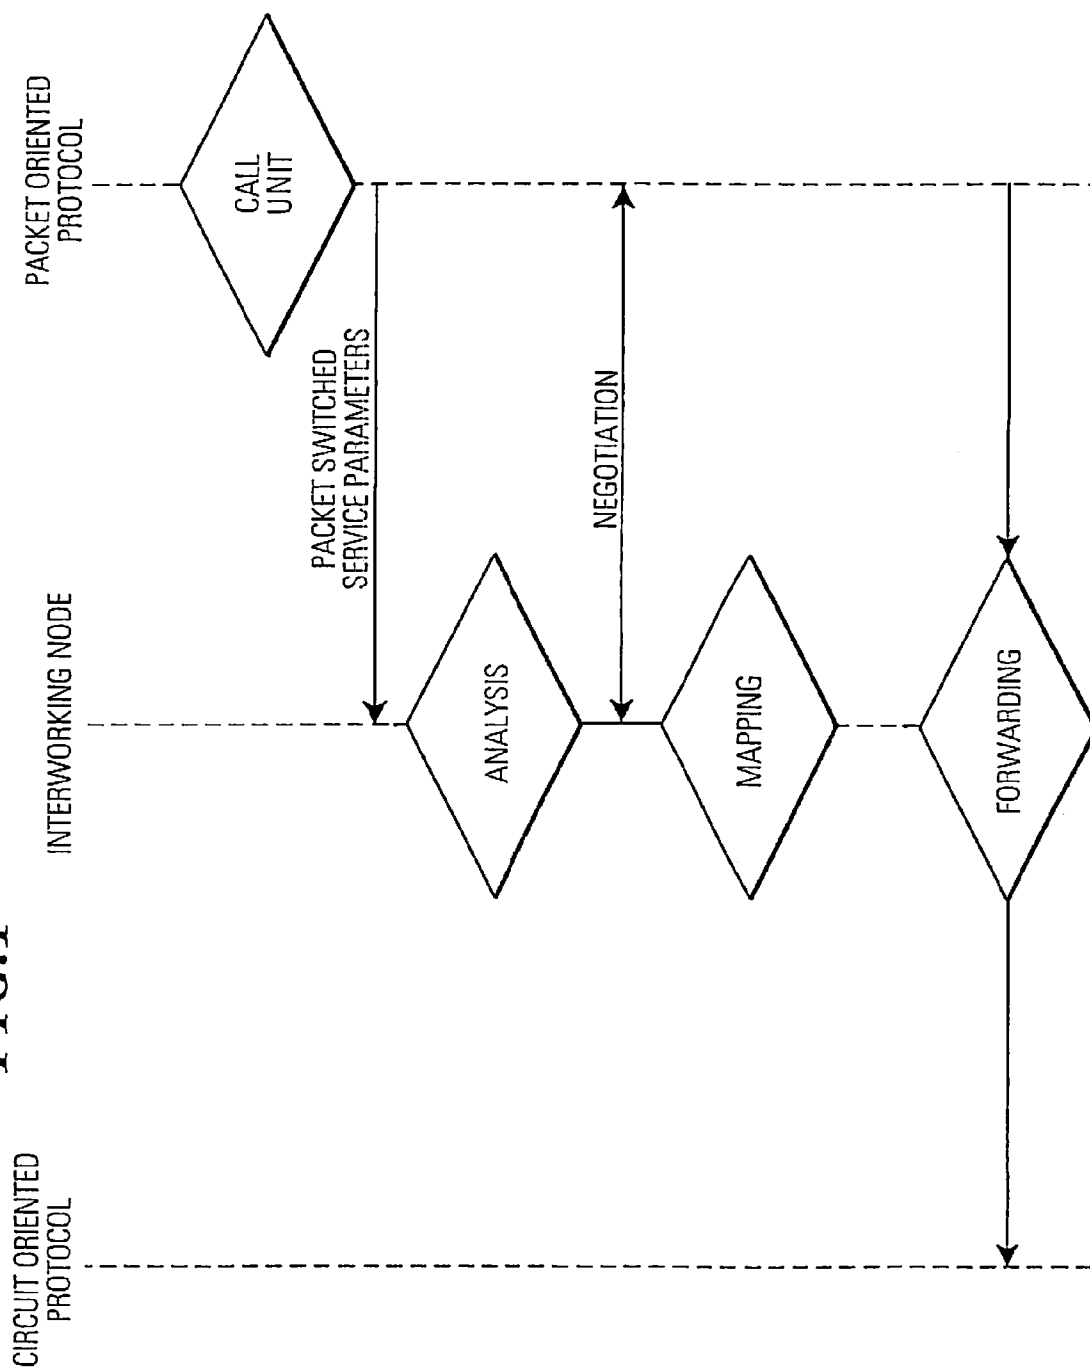 CIRCUIT ORIENTED
PROTOCOL
INTERWORKING NODE
PACKET ORIENTED
PROTOCOL
CALL
UNIT
PACKET SWITCHED
SERVICE PARAMETERS
ANALYSIS
NEGOTIATION
MAPPING
FORWARDING